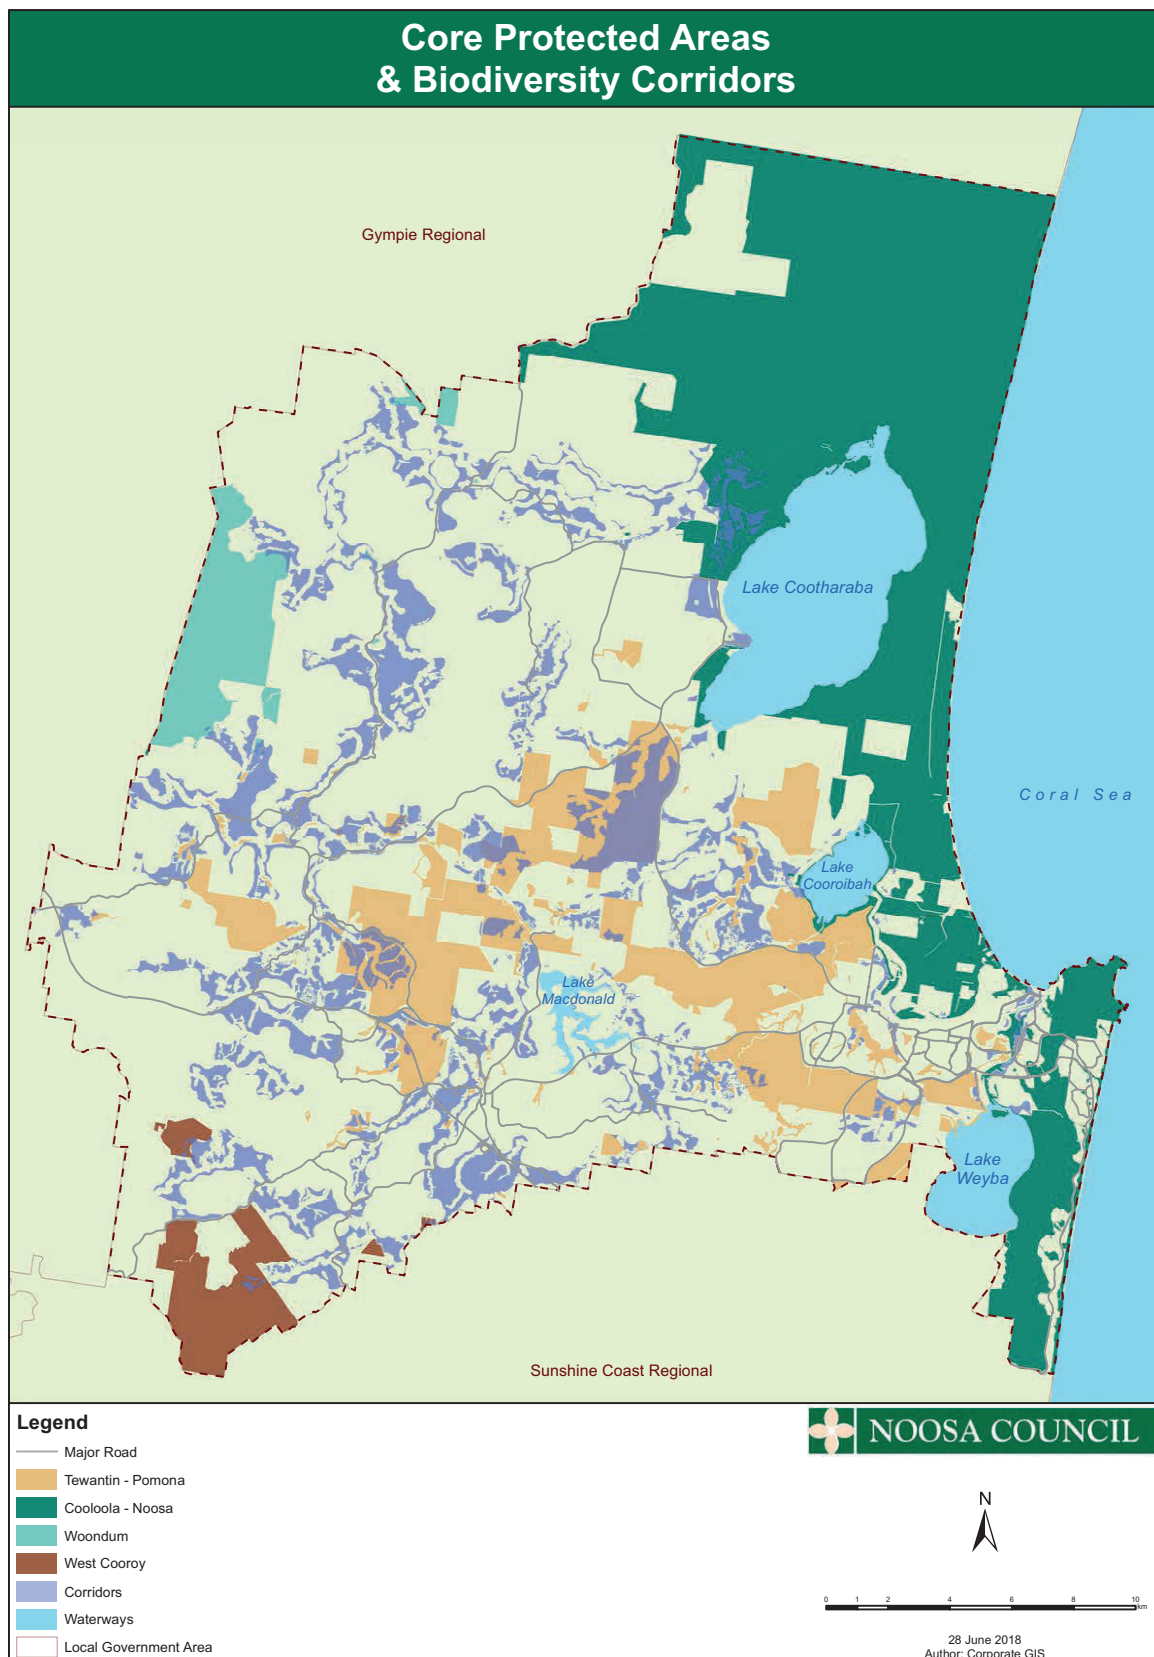 Core Protected Areas
& Biodiversity Corridors
Gympie Regional
Lake Cootharaba
Coral Sea
Lake
Cooroibah
Lake
Macdonald
Lake
Weyba
Sunshine Coast Regional
Legend
Major Road
Tewantin - Pomona
Cooloola - Noosa
Woondum
West Cooroy
Corridors
Waterways
Local Government Area
NOOSA COUNCIL
N
0 1 2 4 6 8 10
km
28 June 2018
Author: Corporate GIS